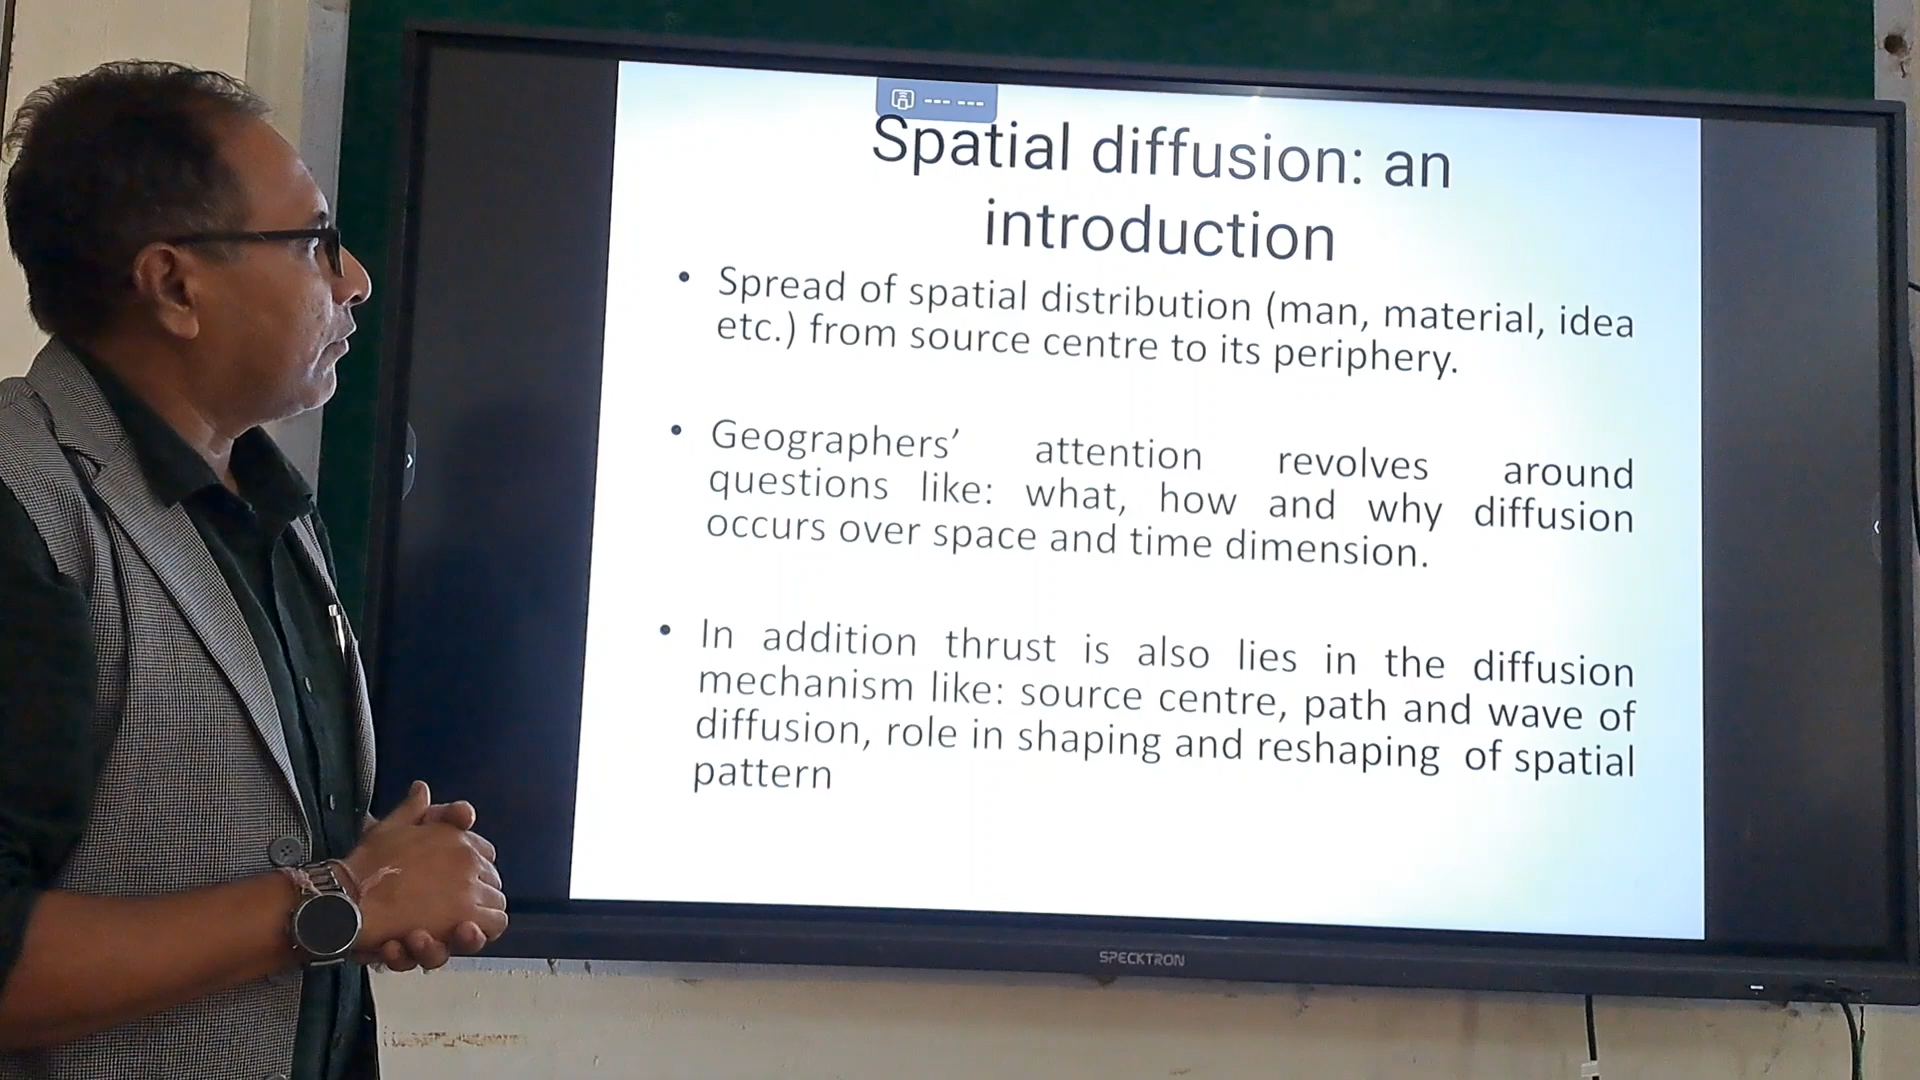 Spatial diffusion: an
introduction
• Spread of spatial distribution (man, material, idea
etc.) from source centre to its periphery.
• Geographers’ attention revolves around
questions like: what, how and why diffusion
occurs over space and time dimension.
• In addition thrust is also lies in the diffusion
mechanism like: source centre, path and wave of
diffusion, role in shaping and reshaping of spatial
pattern
SPECKTRON